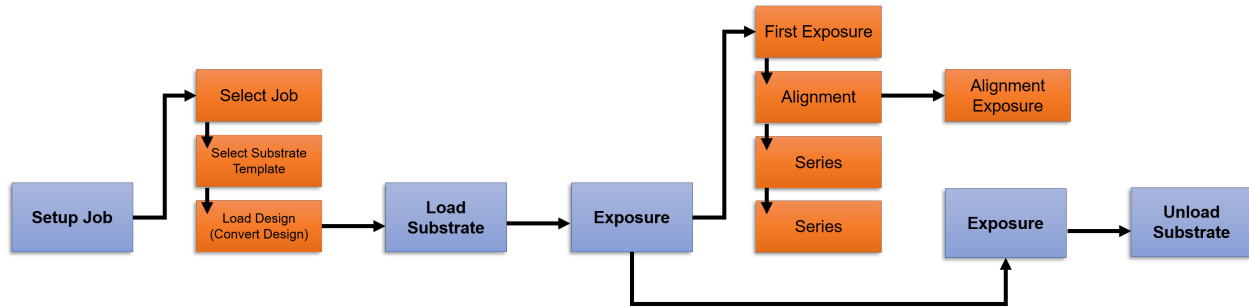 Setup Job
Select Job
Select Substrate
Template
Load Design
(Convert Design)
Load
Substrate
Exposure
First Exposure
Alignment
Alignment
Exposure
Series
Series
Exposure
Unload
Substrate